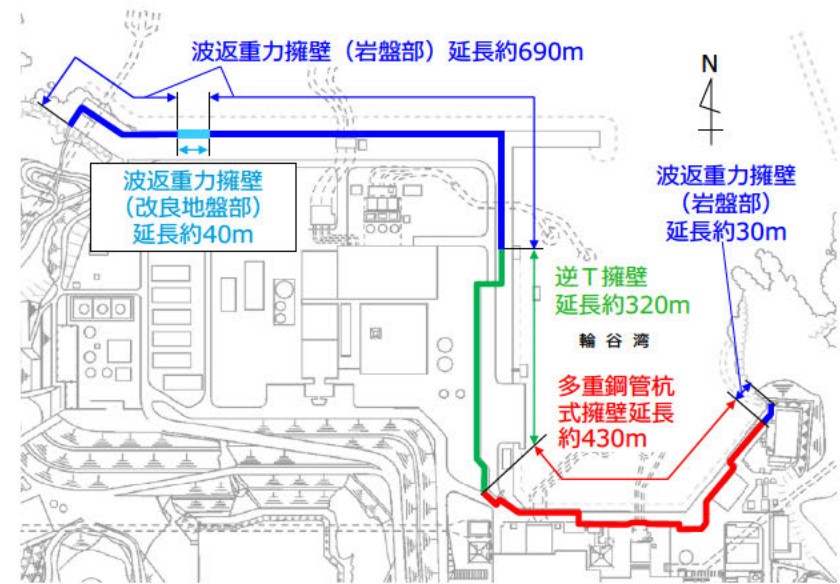 波返重力擁壁（岩盤部）延長約690m
N
波返重力擁壁
（改良地盤部）
延長約40m
波返重力擁壁
（岩盤部）
延長約30m
逆T擁壁
延長約320m
輪谷湾
多重鋼管杭
式擁壁延長
約430m